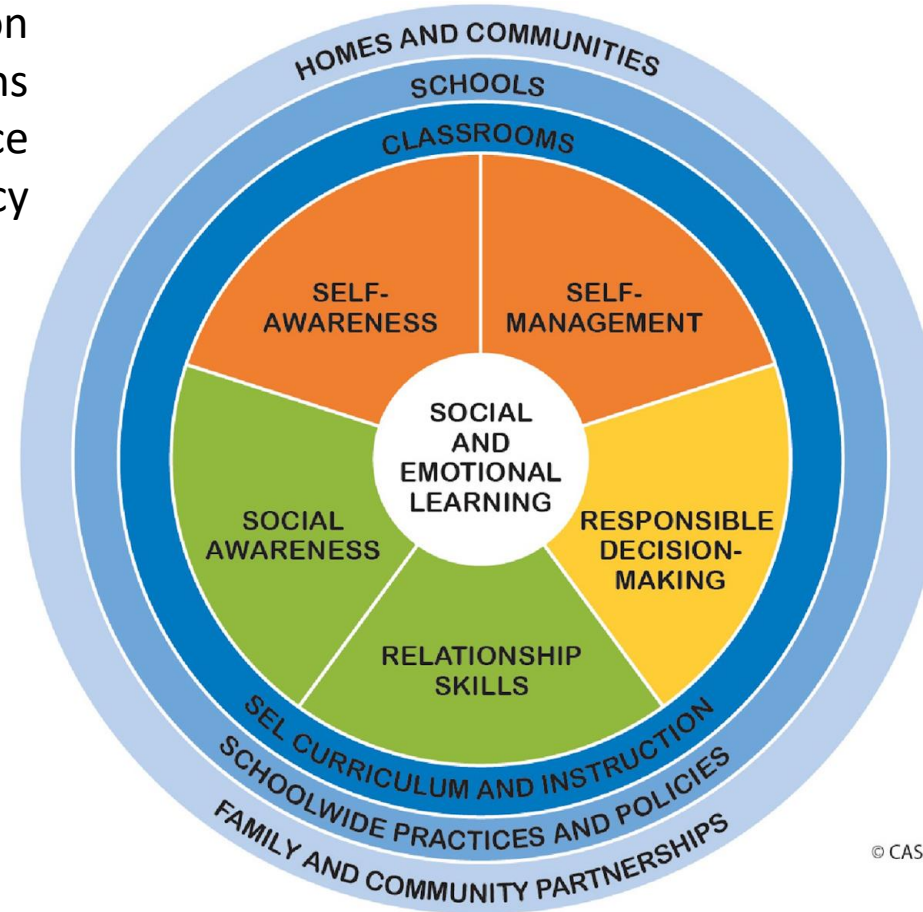 on
ns
ce
cy
HOMES AND COMMUNITIES
SCHOOLS
CLASSROOMS
SELF-
AWARENESS
SELF-
MANAGEMENT
SOCIAL
AND
EMOTIONAL
LEARNING
SOCIAL
AWARENESS
RESPONSIBLE
DECISION-
MAKING
RELATIONSHIP
SKILLS
SEL CURRICULUM AND INSTRUCTION
SCHOOLWIDE PRACTICES AND POLICIES
FAMILY AND COMMUNITY PARTNERSHIPS
© CAS